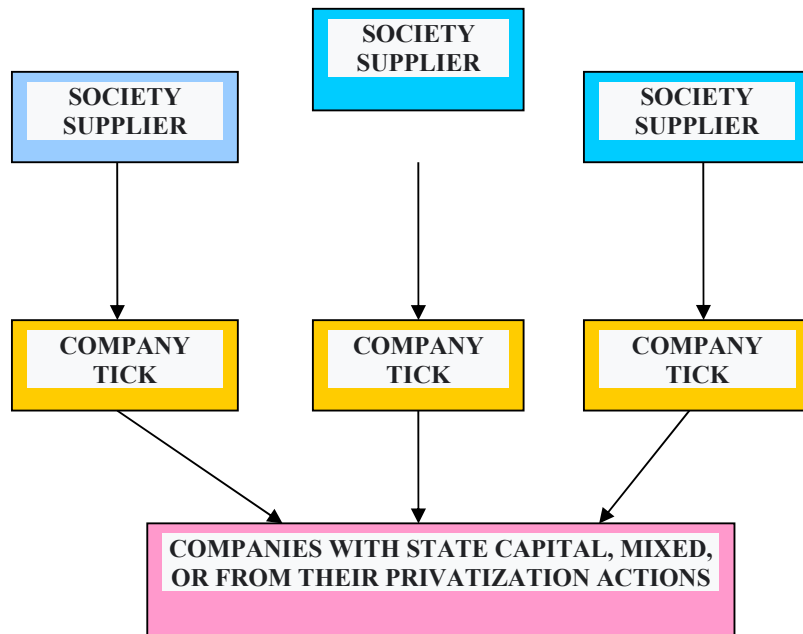 SOCIETY
SUPPLIER
SOCIETY
SUPPLIER
SOCIETY
SUPPLIER
COMPANY
TICK
COMPANY
TICK
COMPANY
TICK
COMPANIES WITH STATE CAPITAL, MIXED,
OR FROM THEIR PRIVATIZATION ACTIONS